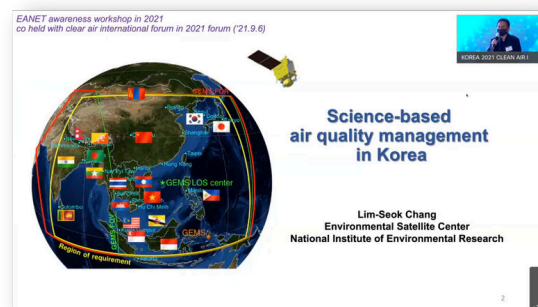 EANET awareness workshop in 2021
co held with clear air international forum in 2021 forum ('21.9.6)
KOREA 2021 CLEAN AIR I
Science-based
air quality management
in Korea
Lim-Seok Chang
Environmental Satellite Center
National Institute of Environmental Research
Shanghai
Taipei
Hong Kong
GEMS LOS center
Ho Chi Minh
Colombo
GEMS
Region of requirement
2